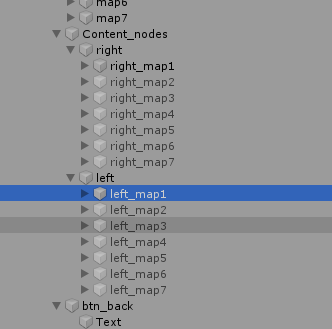 map6
map7
Content_nodes
right
right_map1
right_map2
right_map3
right_map4
right_map5
right_map6
right_map7
left
left_map1
left_map2
left_map3
left_map4
left_map5
left_map6
left_map7
btn_back
Text